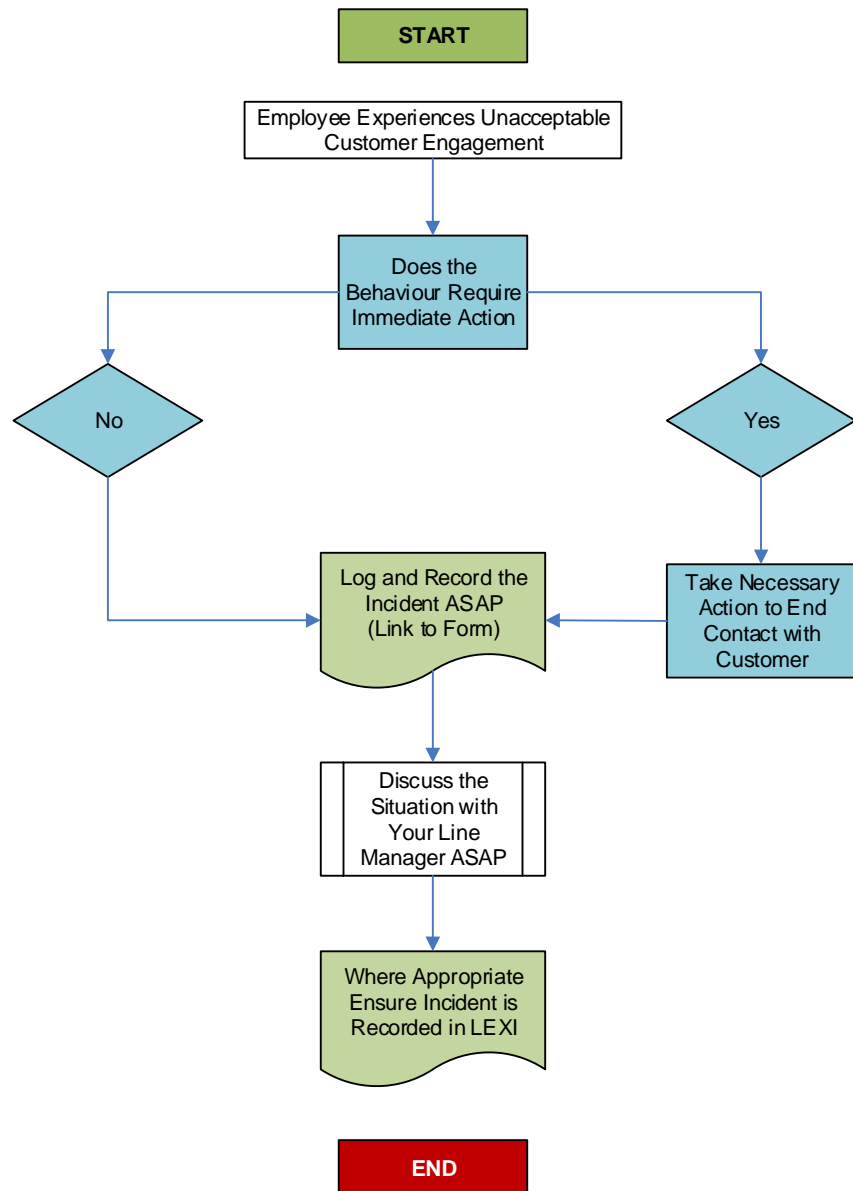 START
Employee Experiences Unacceptable
Customer Engagement
Does the
Behaviour Require
Immediate Action
No
Yes
Log and Record the
Incident ASAP
(Link to Form)
Take Necessary
Action to End
Contact with
Customer
Discuss the
Situation with
Your Line
Manager ASAP
Where Appropriate
Ensure Incident is
Recorded in LEXI
END